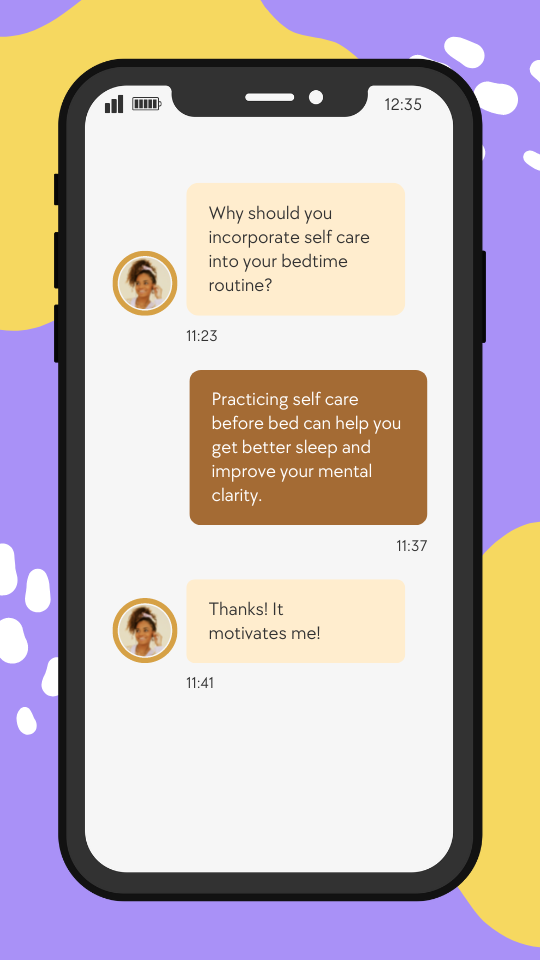 12:35
Why should you
incorporate self care
into your bedtime
routine?
11:23
Practicing self care
before bed can help you
get better sleep and
improve your mental
clarity.
11:37
Thanks! It
motivates me!
11:41